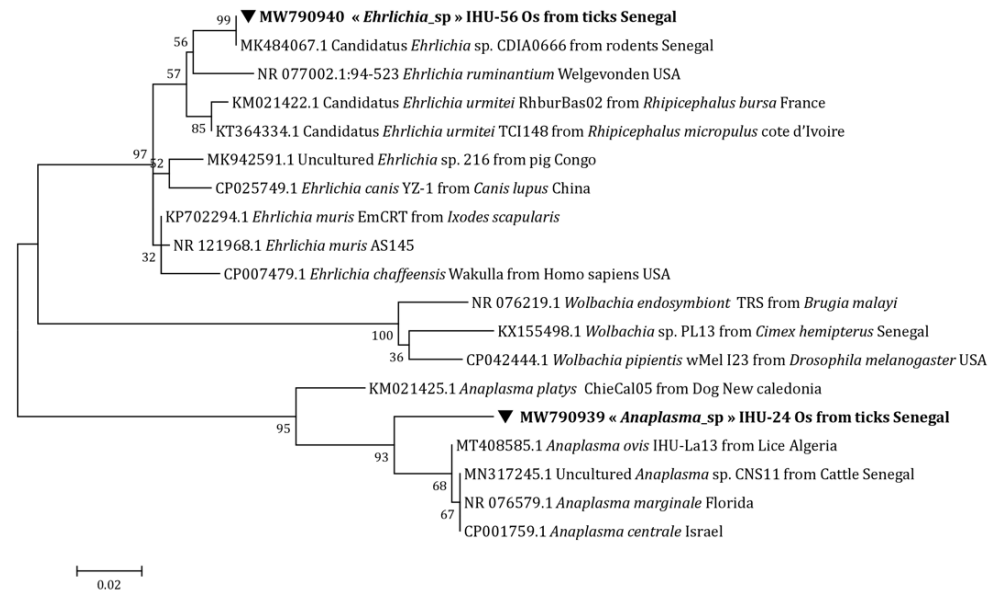 99 ▼ MW790940 « Ehrlichia_sp » IHU-56 Os from ticks Senegal
56 MK484067.1 Candidatus Ehrlichia sp. CDIA0666 from rodents Senegal
57 NR 077002.1:94-523 Ehrlichia ruminantium Welgevonden USA
KM021422.1 Candidatus Ehrlichia urmitei RhburBas02 from Rhipicephalus bursa France
85 KT364334.1 Candidatus Ehrlichia urmitei TCI148 from Rhipicephalus micropulus cote d'Ivoire
97 52 MK942591.1 Uncultured Ehrlichia sp. 216 from pig Congo
CP025749.1 Ehrlichia canis YZ-1 from Canis lupus China
KP702294.1 Ehrlichia muris EmCRT from Ixodes scapularis
NR 121968.1 Ehrlichia muris AS145
32 CP007479.1 Ehrlichia chaffeensis Wakulla from Homo sapiens USA
NR 076219.1 Wolbachia endosymbiont TRS from Brugia malayi
100 KX155498.1 Wolbachia sp. PL13 from Cimex hemipterus Senegal
36 CP042444.1 Wolbachia pipientis wMel I23 from Drosophila melanogaster USA
KM021425.1 Anaplasma platys ChieCal05 from Dog New caledonia
95 ▼ MW790939 « Anaplasma_sp » IHU-24 Os from ticks Senegal
93 MT408585.1 Anaplasma ovis IHU-La13 from Lice Algeria
68 MN317245.1 Uncultured Anaplasma sp. CNS11 from Cattle Senegal
67 NR 076579.1 Anaplasma marginale Florida
CP001759.1 Anaplasma centrale Israel
0.02